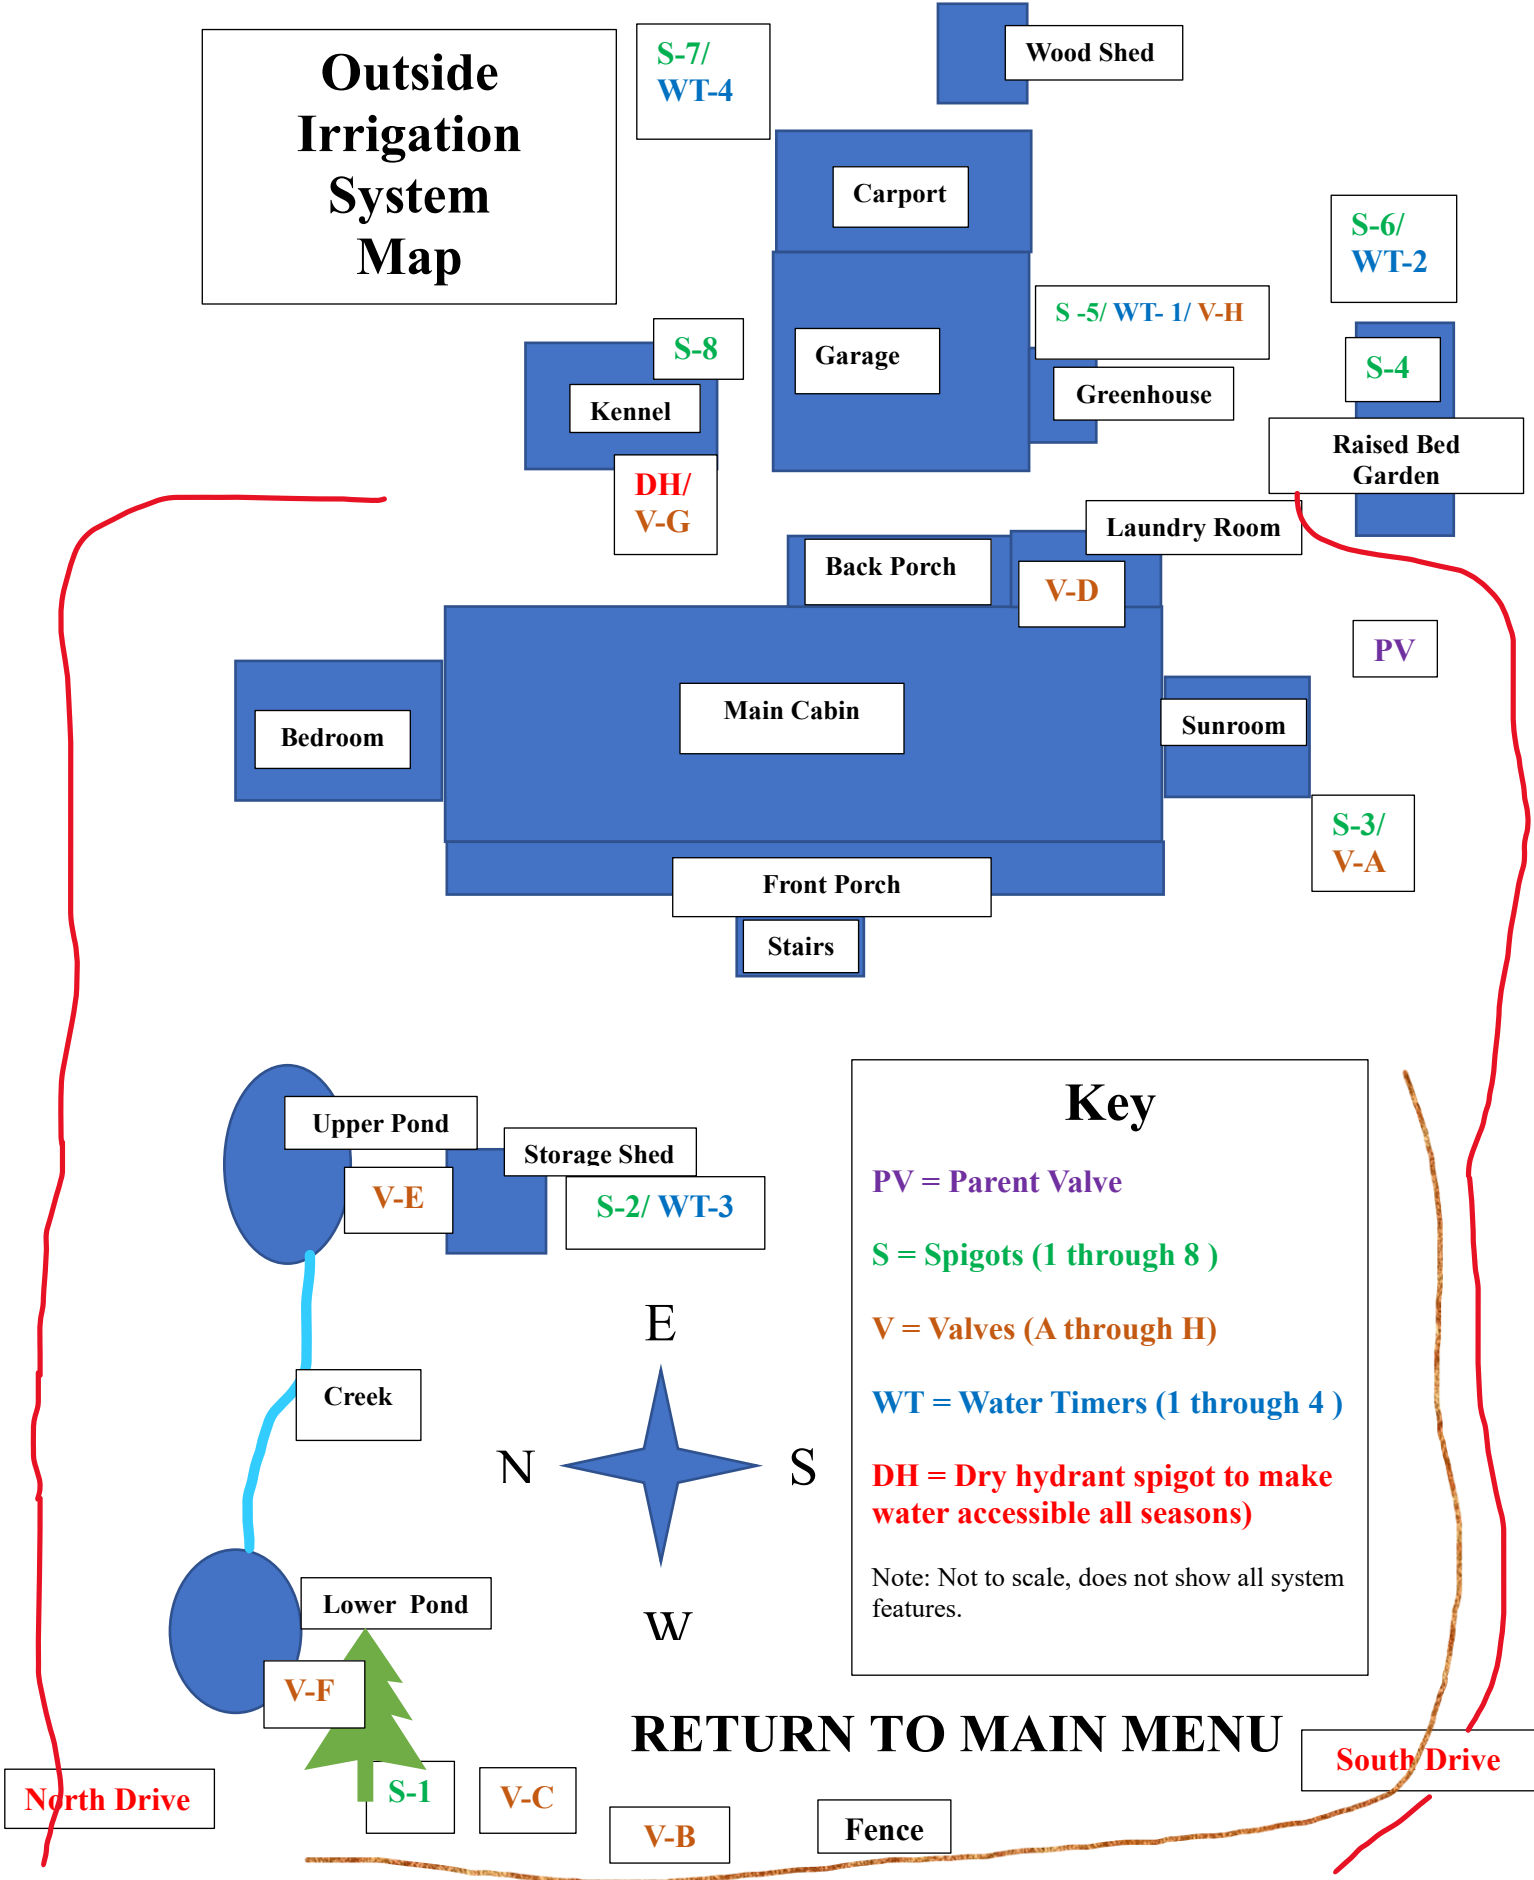 Outside
Irrigation
System
Map
S-7/
WT-4
Wood Shed
Carport
S-6/
WT-2
S -5/ WT- 1/ V-H
S-8
Garage
S-4
Greenhouse
Kennel
Raised Bed
Garden
DH/
V-G
Laundry Room
Back Porch
V-D
PV
Main Cabin
Sunroom
Bedroom
S-3/
V-A
Front Porch
Stairs
Upper Pond
Storage Shed
V-E
S-2/ WT-3
E
N
S
W
Creek
Key
PV = Parent Valve
S = Spigots (1 through 8 )
V = Valves (A through H)
WT = Water Timers (1 through 4 )
DH = Dry hydrant spigot to make
water accessible all seasons)
Note: Not to scale, does not show all system
features.
Lower  Pond
V-F
RETURN TO MAIN MENU
South Drive
North Drive
S-1
V-C
V-B
Fence